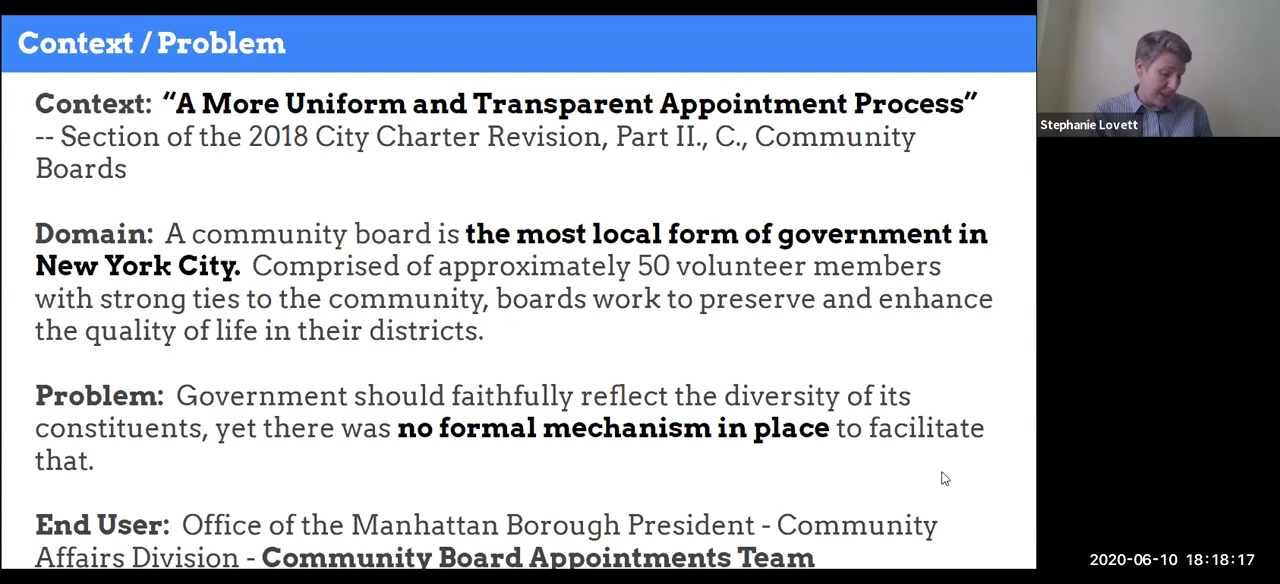 Context / Problem
Context: “A More Uniform and Transparent Appointment Process”
-- Section of the 2018 City Charter Revision, Part II., C., Community
Boards
Domain: A community board is the most local form of government in
New York City. Comprised of approximately 50 volunteer members
with strong ties to the community, boards work to preserve and enhance
the quality of life in their districts.
Problem: Government should faithfully reflect the diversity of its
constituents, yet there was no formal mechanism in place to facilitate
that.
End User: Office of the Manhattan Borough President - Community
Affairs Division - Community Board Appointments Team
Stephanie Lovett
2020-06-10 18:18:17